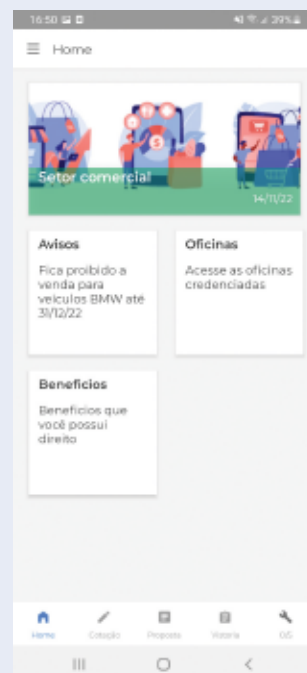 16:50 39%
Home
Setor comercial
14/11/22
Avisos
Fica proibido a
venda para
veículos BMW até
31/12/22
Oficinas
Acesse as oficinas
credenciadas
Benefícios
Benefícios que
você possui
direito
Home Cotação Proposta Vistoria OS